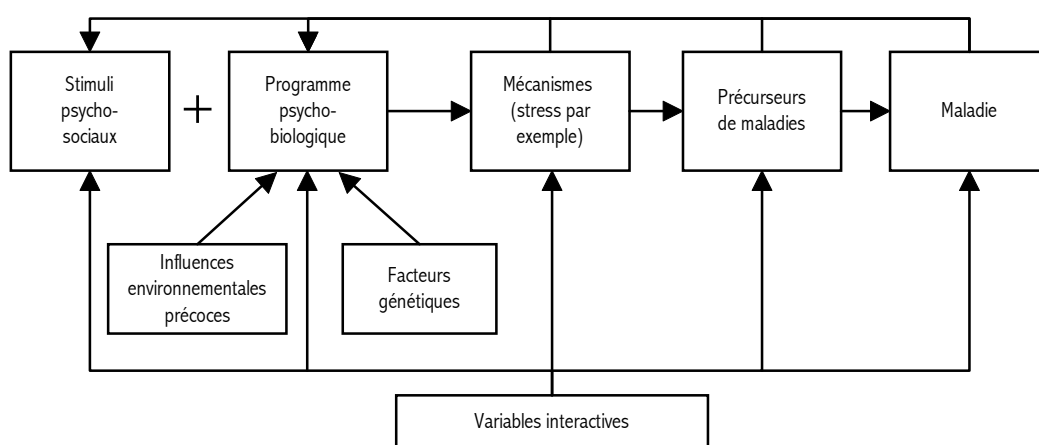 Stimuli
psycho-
sociaux
+
Programme
psycho-
biologique
Mécanismes
(stress par
exemple)
Précurseurs
de maladies
Maladie
Influences
environnementales
précoces
Facteurs
génétiques
Variables interactives